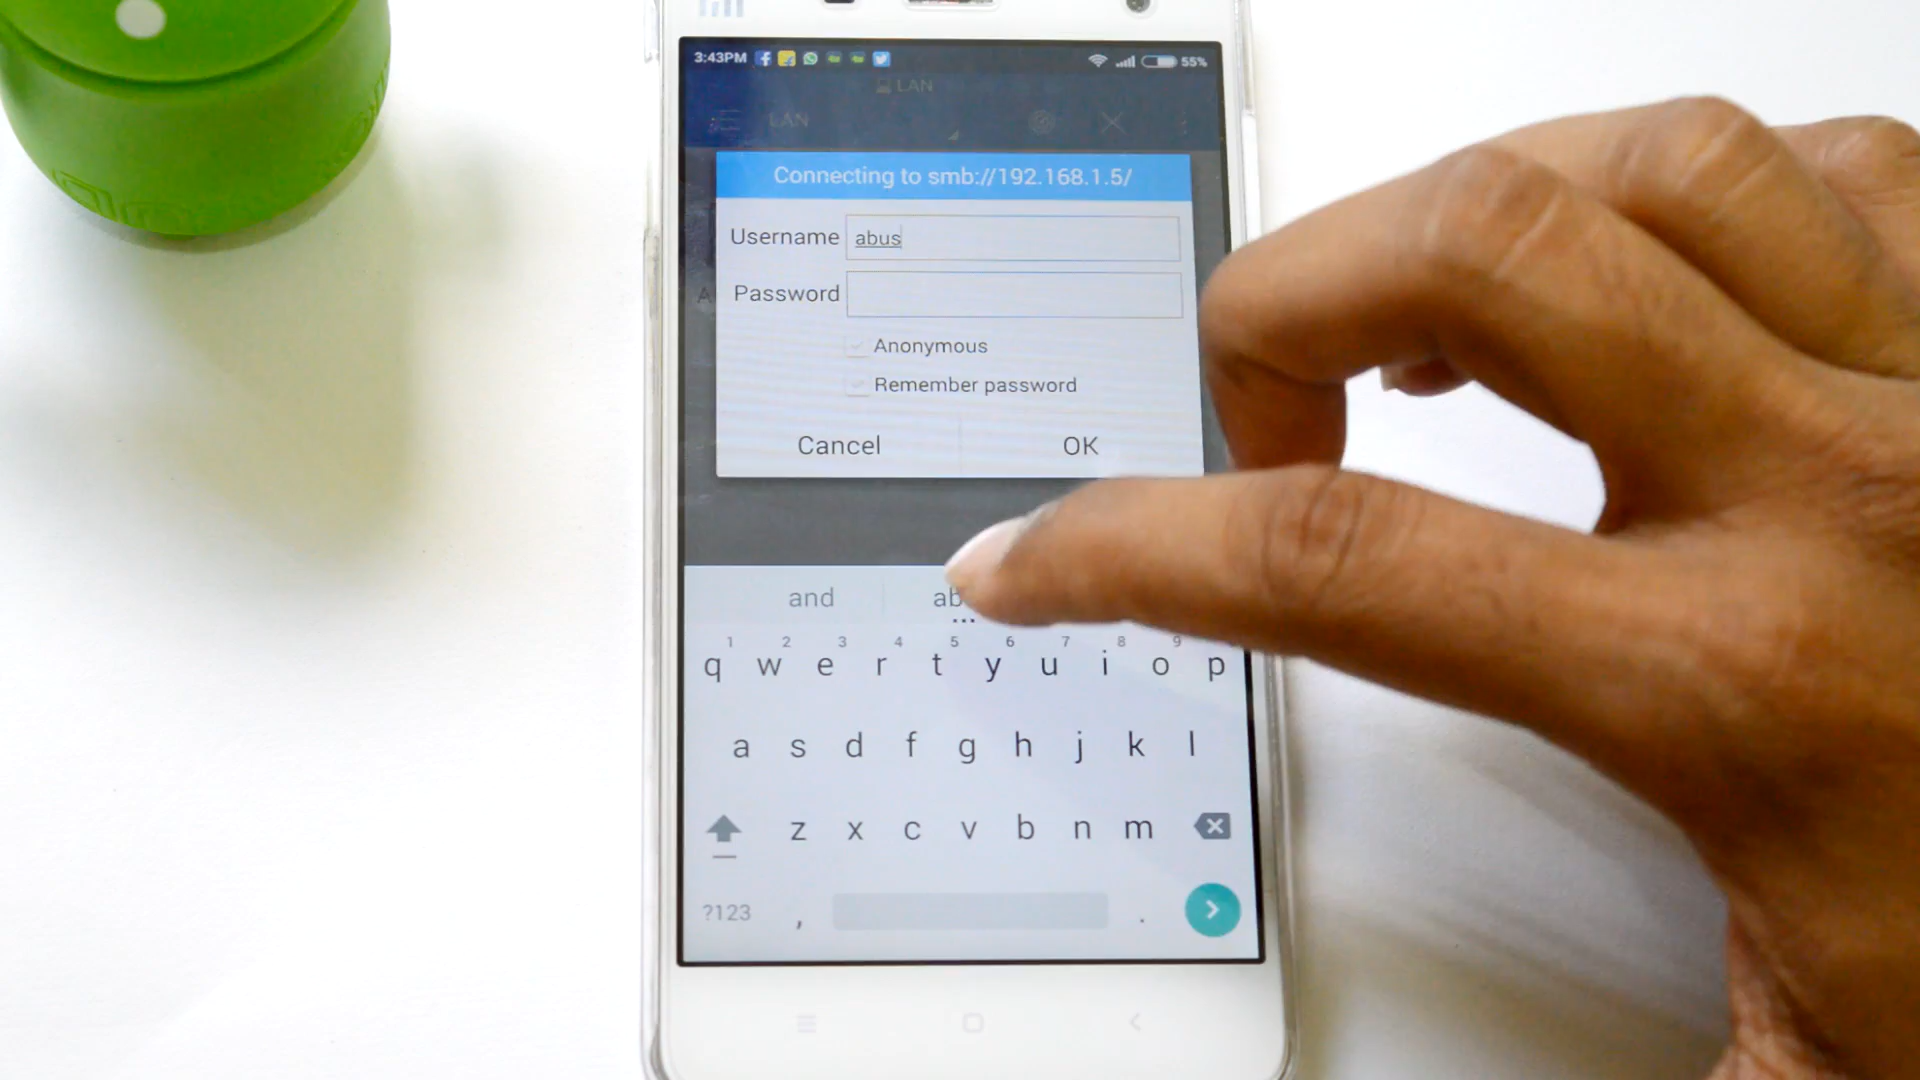 3:43PM 55%
LAN
LAN
Connecting to smb://192.168.1.5/
Username abus
Password
Anonymous
Remember password
Cancel OK
and
1 2 3 4 5 6 7 8 9
q w e r t y u i o p
a s d f g h j k l
z x c v b n m
?123 , .